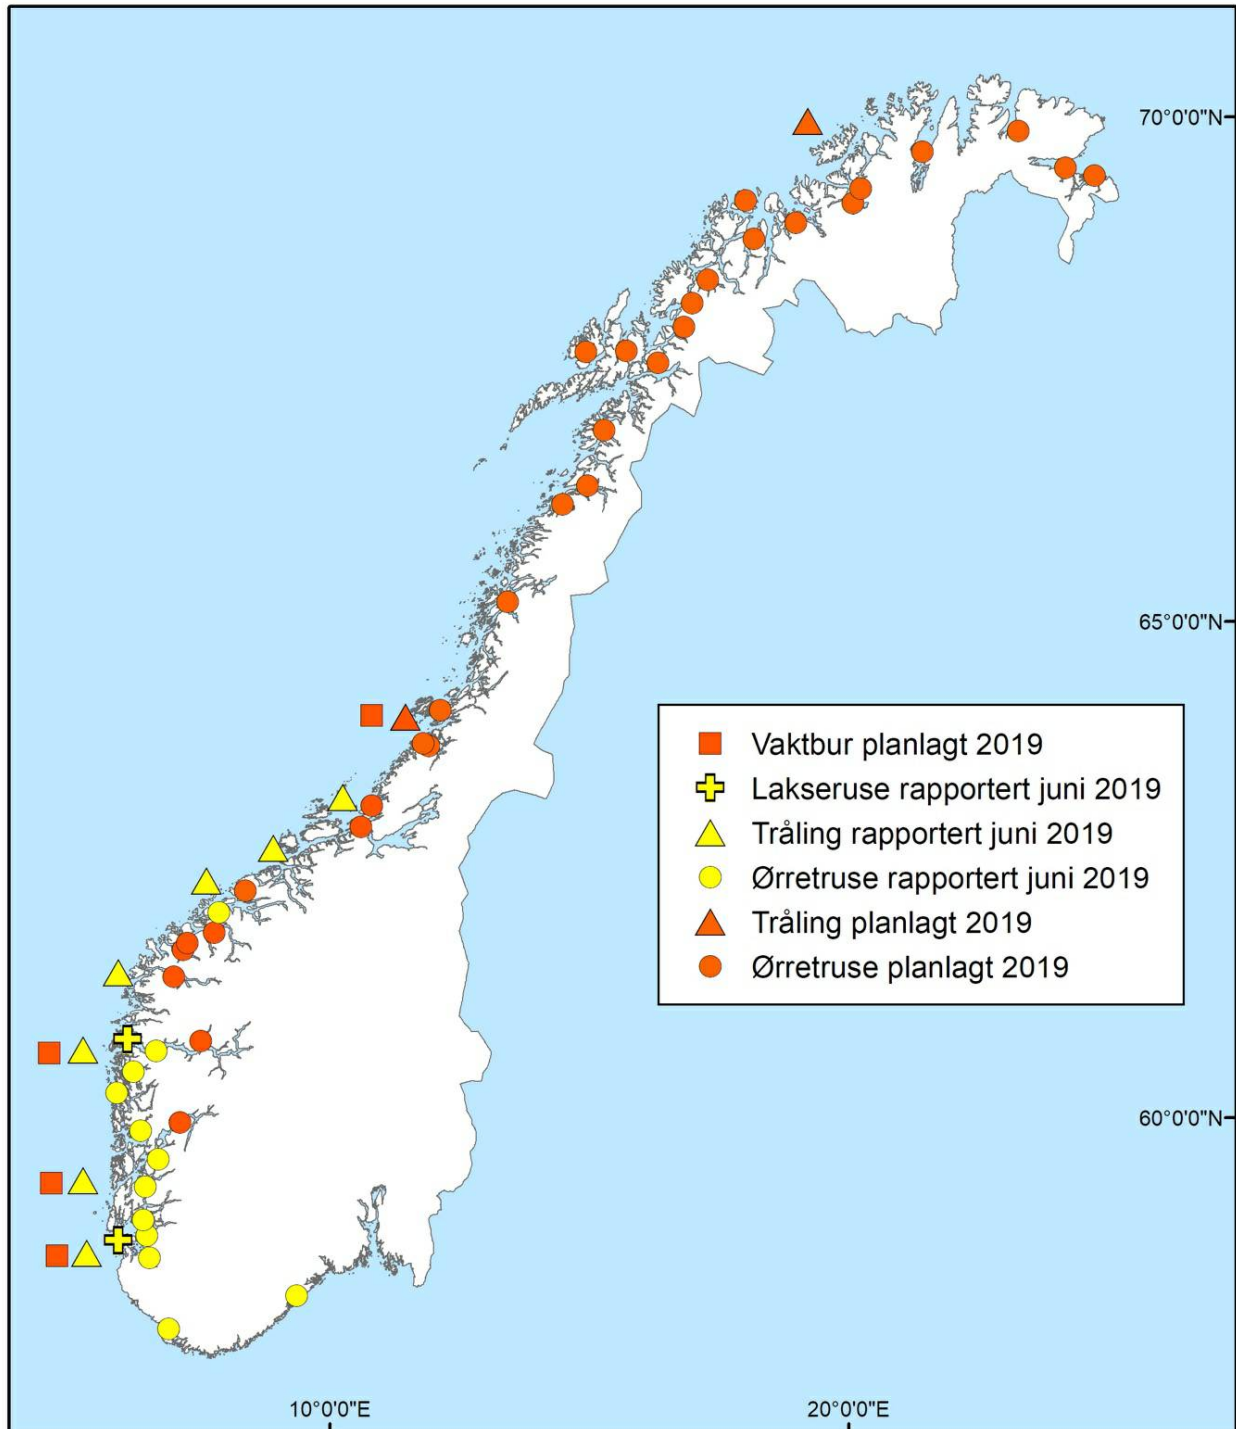 70°0'0"N
65°0'0"N
Vaktbur planlagt 2019
Lakseruse rapportert juni 2019
Tråling rapportert juni 2019
Ørretruse rapportert juni 2019
Tråling planlagt 2019
Ørretruse planlagt 2019
60°0'0"N
10°0'0"E
20°0'0"E